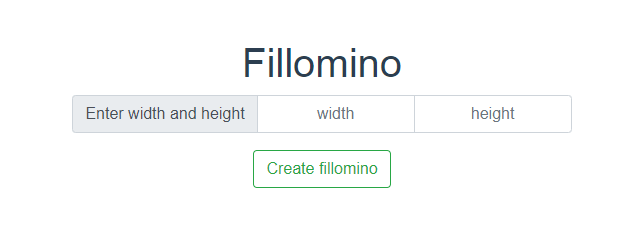 Fillomino
Enter width and height width height
Create fillomino